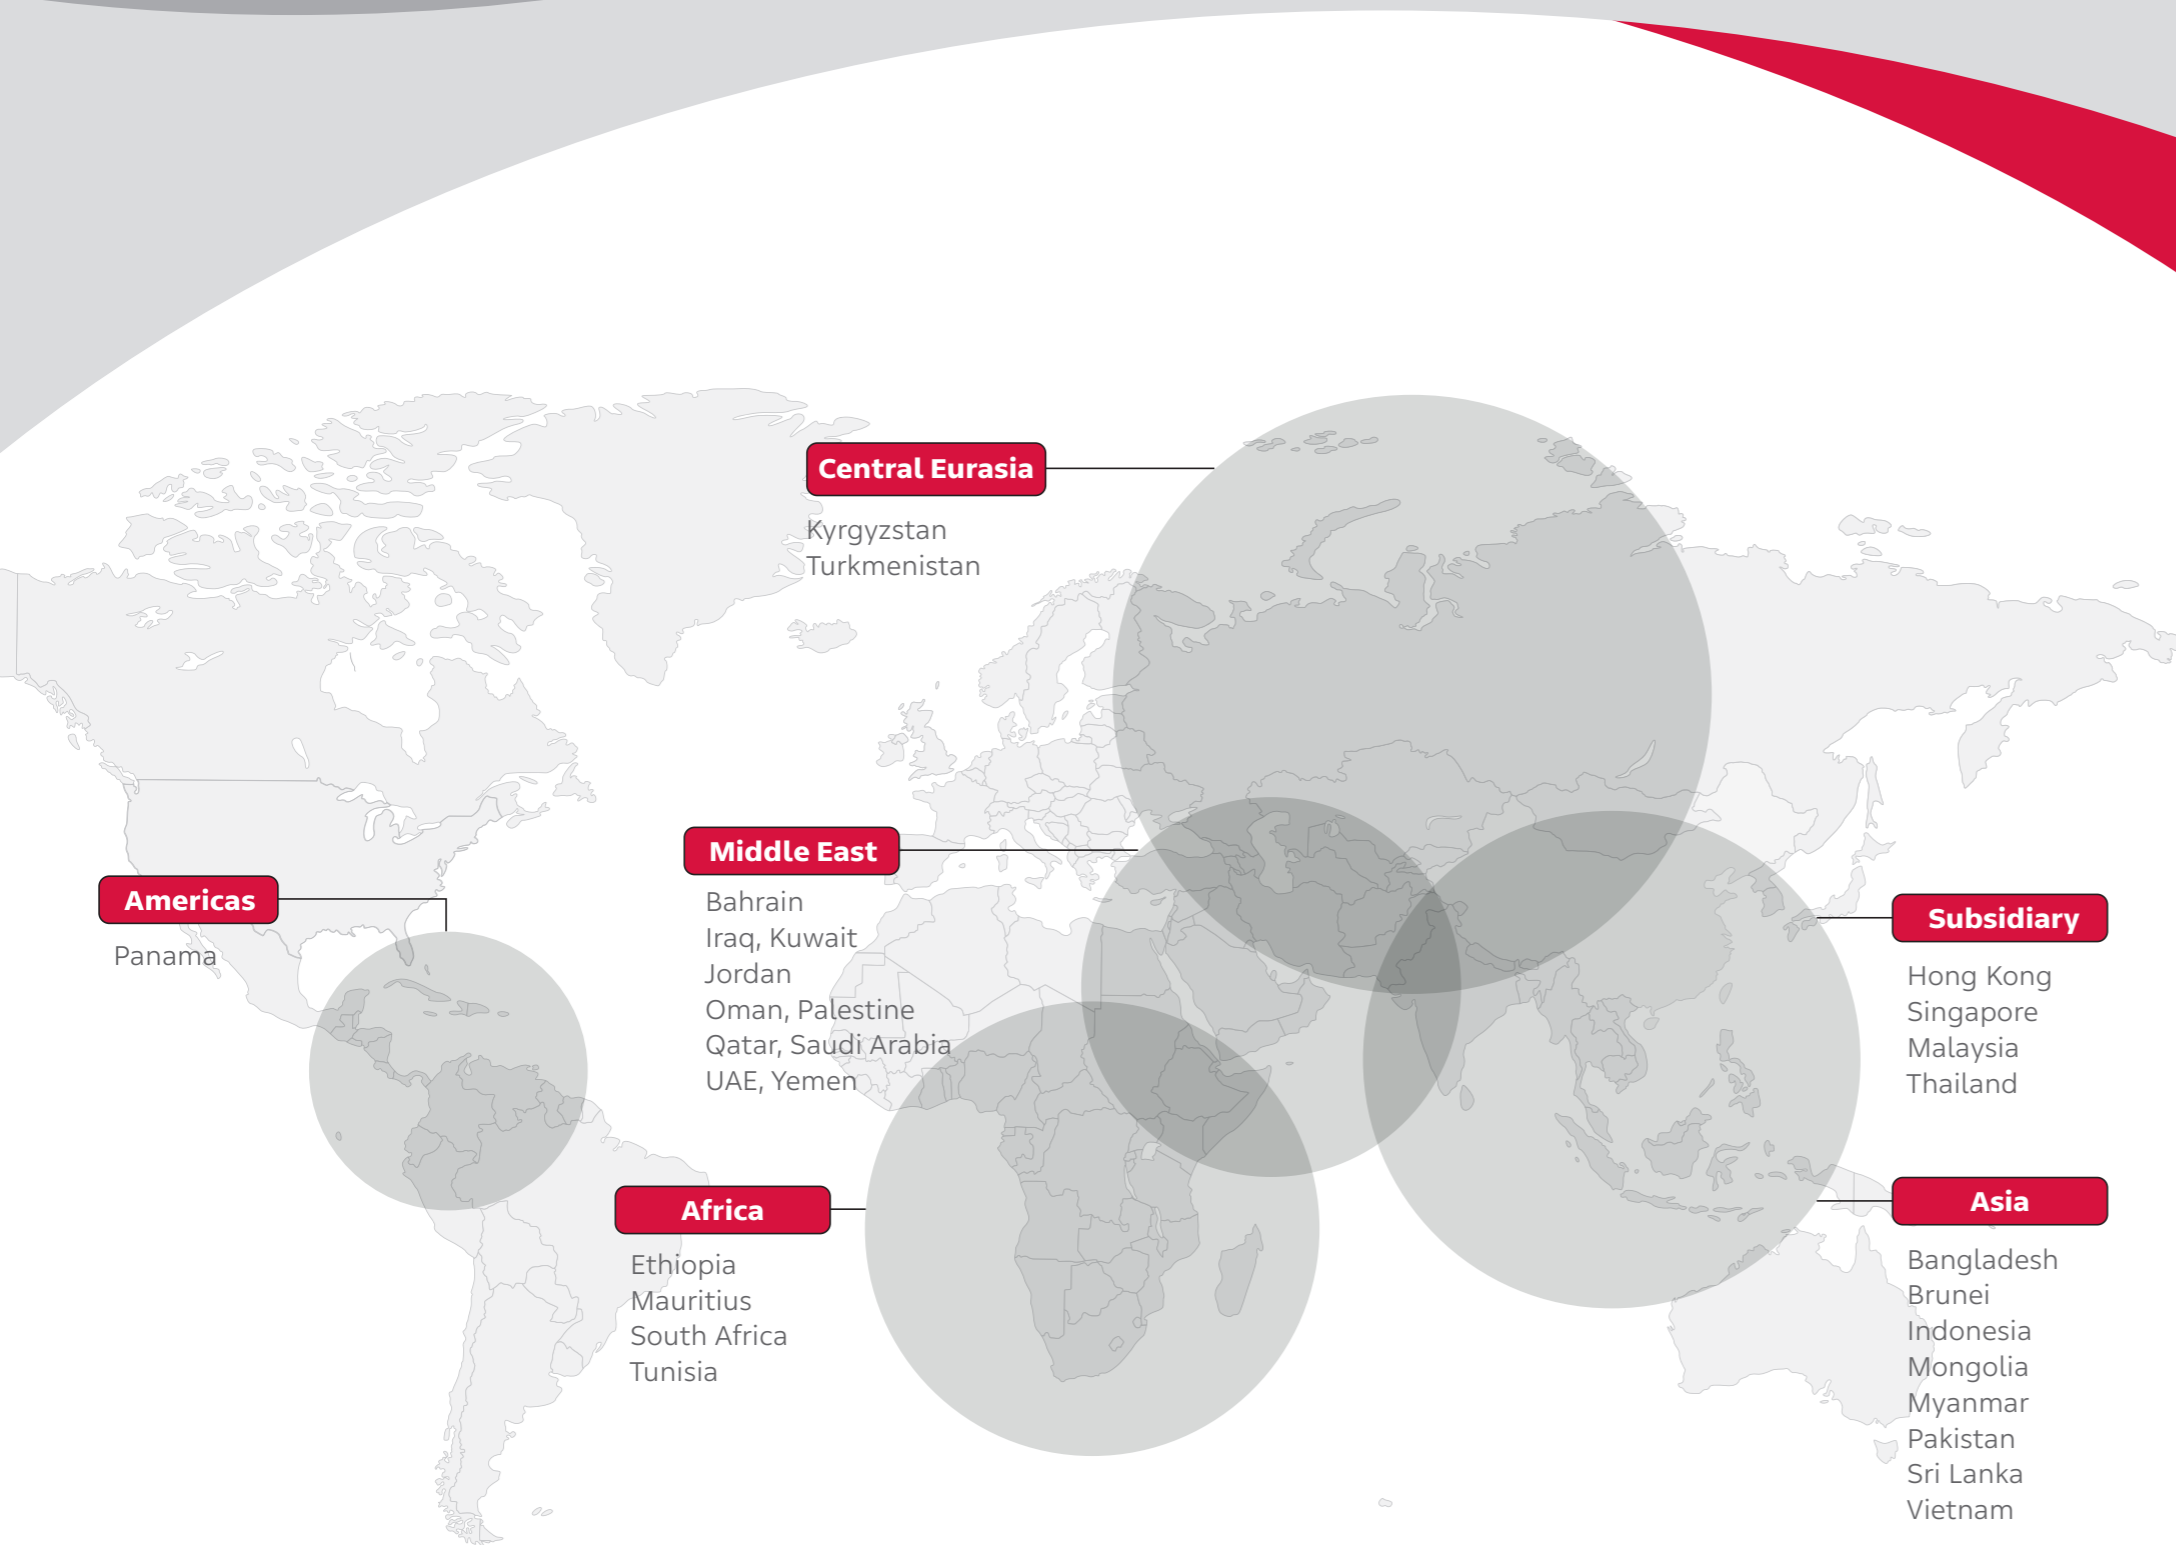 Central Eurasia
Kyrgyzstan
Turkmenistan
Middle East
Bahrain
Iraq, Kuwait
Jordan
Oman, Palestine
Qatar, Saudi Arabia
UAE, Yemen
Americas
Panama
Subsidiary
Hong Kong
Singapore
Malaysia
Thailand
Africa
Ethiopia
Mauritius
South Africa
Tunisia
Asia
Bangladesh
Brunei
Indonesia
Mongolia
Myanmar
Pakistan
Sri Lanka
Vietnam